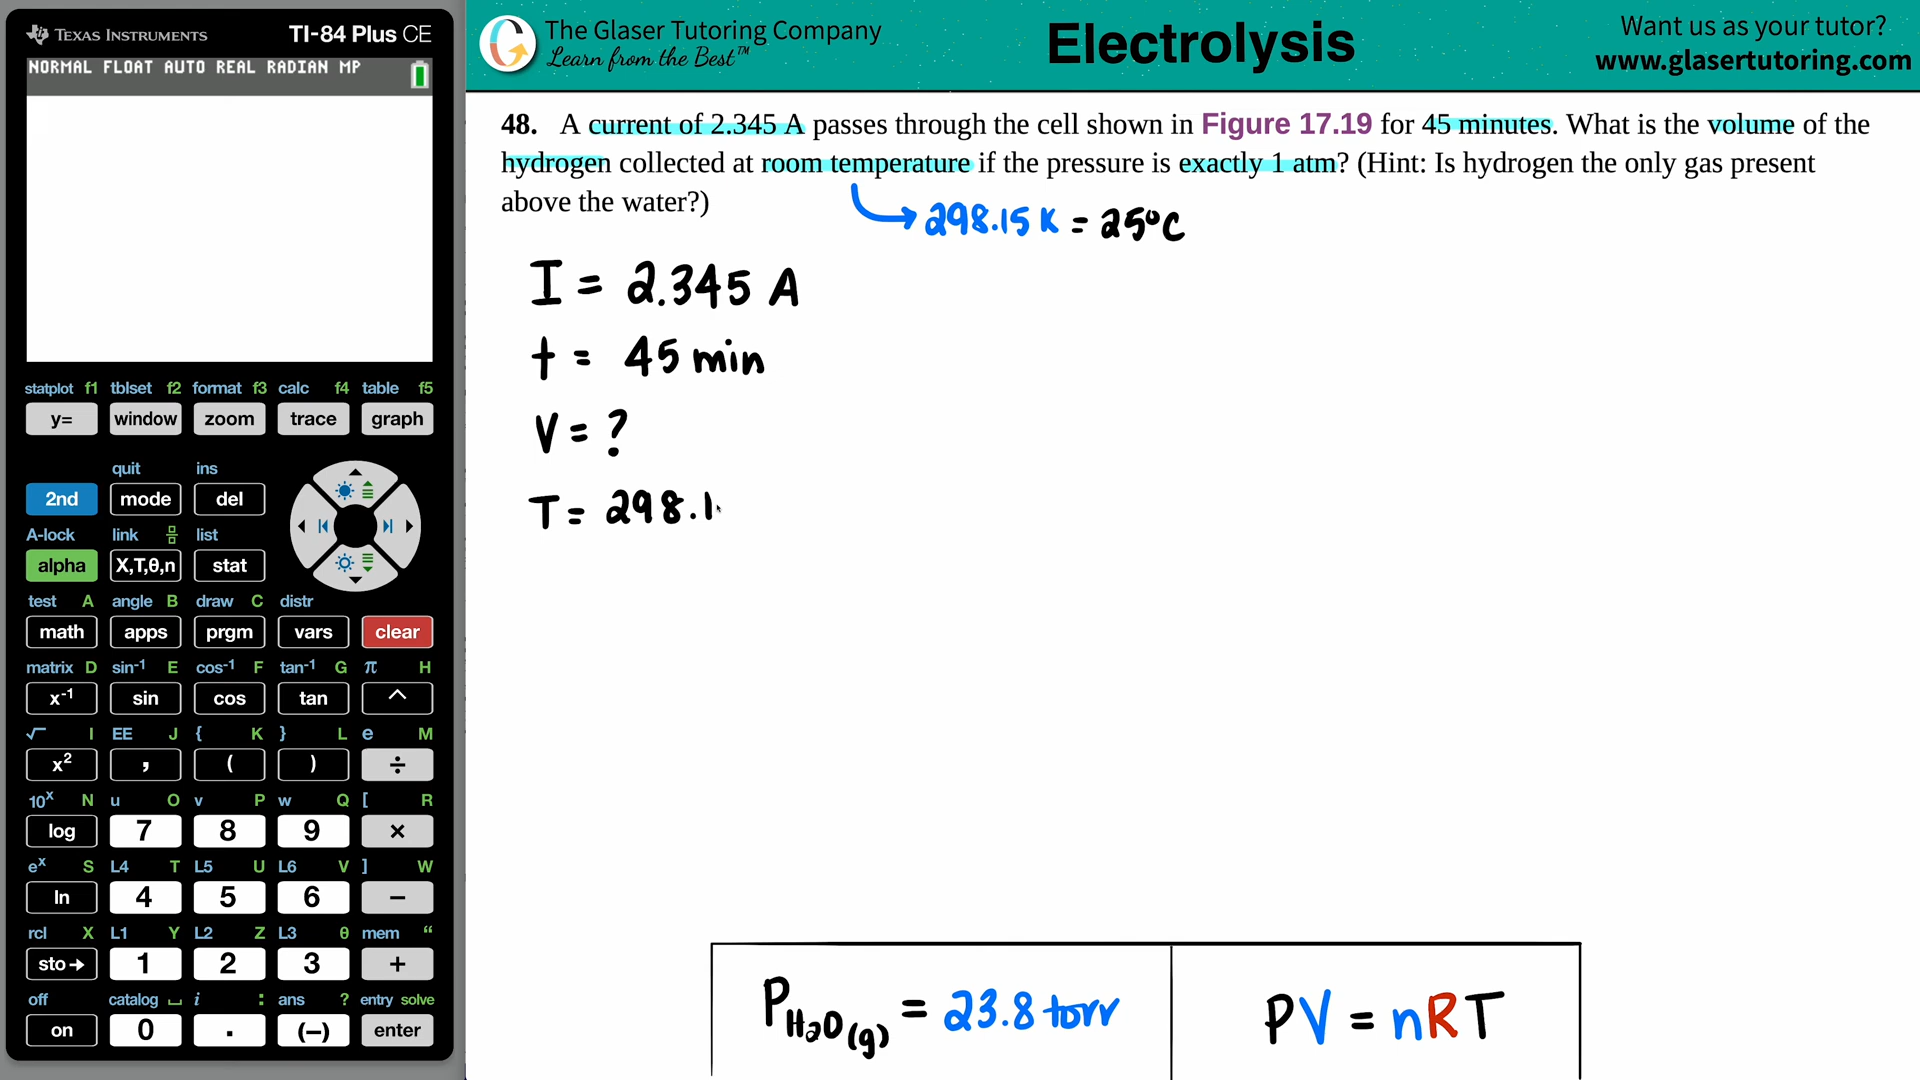 TEXAS INSTRUMENTS TI-84 Plus CE
NORMAL FLOAT AUTO REAL RADIAN MP
statplot f1 tblset f2 format f3 calc f4 table f5
y= window zoom trace graph
quit ins
2nd mode del
A-lock link list
alpha X,T,θ,n stat
test A angle B draw C distr
math apps prgm vars clear
matrix D sin⁻¹ E cos⁻¹ F tan⁻¹ G π H
x⁻¹ sin cos tan ^
√ I EE J { K } L e M
x² , ( ) ÷
10ˣ N u O v P w Q [ R
log 7 8 9 ×
eˣ S L4 T L5 U L6 V ] W
ln 4 5 6 −
rcl X L1 Y L2 Z L3 θ mem "
sto→ 1 2 3 +
off catalog ⎵ i : ans ? entry solve
on 0 . (−) enter
The Glaser Tutoring Company
Learn from the Best™
Electrolysis
Want us as your tutor?
www.glasertutoring.com
48. A current of 2.345 A passes through the cell shown in Figure 17.19 for 45 minutes. What is the volume of the
hydrogen collected at room temperature if the pressure is exactly 1 atm? (Hint: Is hydrogen the only gas present
above the water?)
298.15 K = 25°C
I = 2.345 A
t = 45 min
V = ?
T = 298.1
P H₂O(g) = 23.8 torr
PV = nRT